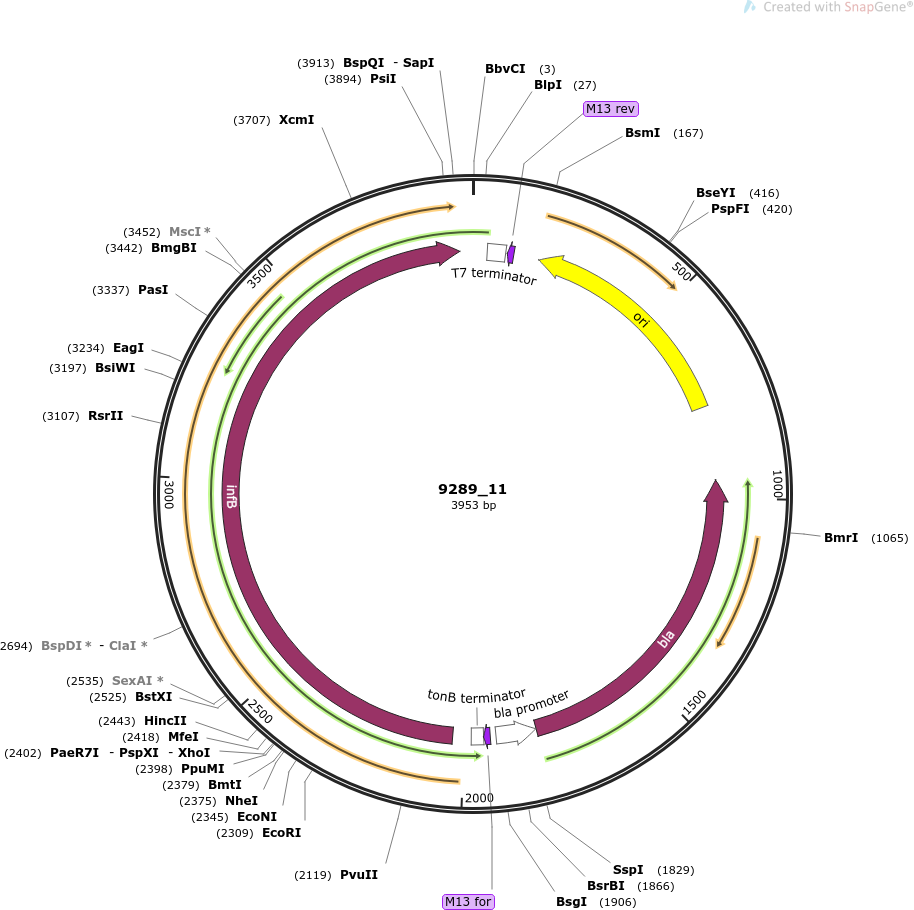 Created with SnapGene®
(3913) BspQI - SapI
(3894) PsiI
BbvCI (3)
BlpI (27)
M13 rev
(3707) XcmI
BsmI (167)
BseYI (416)
PspFI (420)
(3452) MscI *
(3442) BmgBI
(3337) PasI
(3234) EagI
(3197) BsiWI
(3107) RsrII
T7 terminator
ori
500
3500
3000
infB
9289_11
3953 bp
1000
BmrI (1065)
bla
1500
2694) BspDI * - ClaI *
(2535) SexAI *
(2525) BstXI
(2443) HincII
(2418) MfeI
(2402) PaeR7I - PspXI - XhoI
(2398) PpuMI
(2379) BmtI
(2375) NheI
(2345) EcoNI
(2309) EcoRI
2500
tonB terminator
bla promoter
2000
(2119) PvuII
SspI (1829)
BsrBI (1866)
BsgI (1906)
M13 for